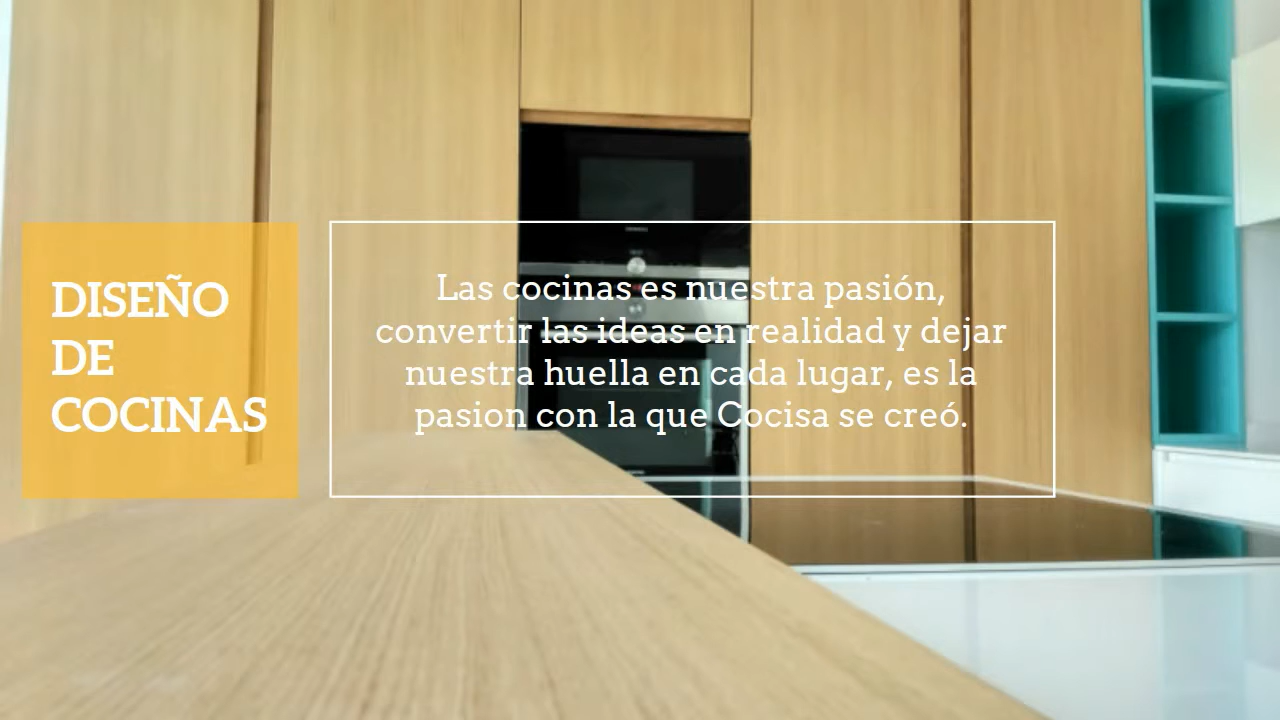 DISEÑO
DE
COCINAS
Las cocinas es nuestra pasión,
convertir las ideas en realidad y dejar
nuestra huella en cada lugar, es la
pasion con la que Cocisa se creó.